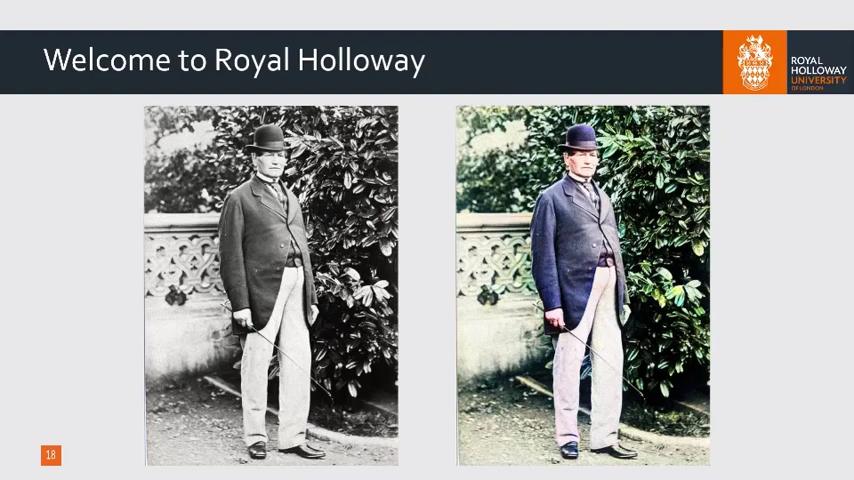 Welcome to Royal Holloway
ROYAL
HOLLOWAY
UNIVERSITY
OF LONDON
18